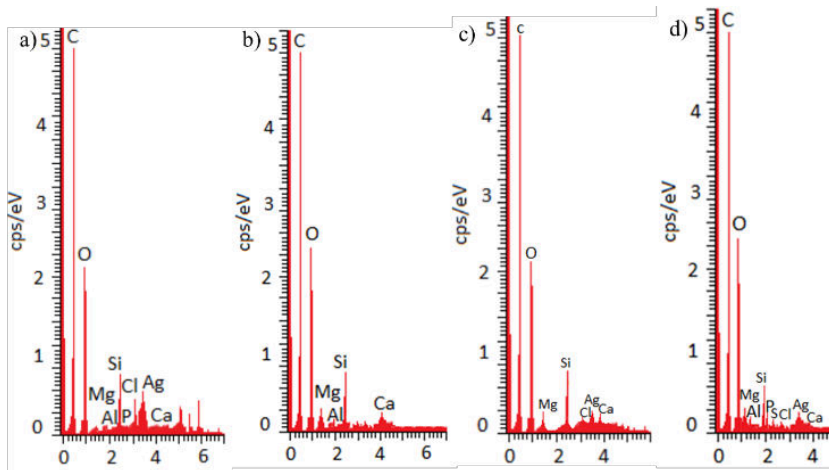 a)
5
C
4
cps/eV
3
O
2
1
Si
Cl Ag
Mg
Al P Ca
0
0 2 4 6
b)
5
C
4
cps/eV
3
O
2
1
Si
Mg
Al
Ca
0
0 2 4 6
c)
5
c
4
cps/eV
3
O
2
1
Si
Mg
Ag
Cl Ca
0
0 2 4
d)
5
C
4
cps/eV
3
O
2
1
Si
Mg
Al P
S Cl Ag
Ca
0
0 2 4